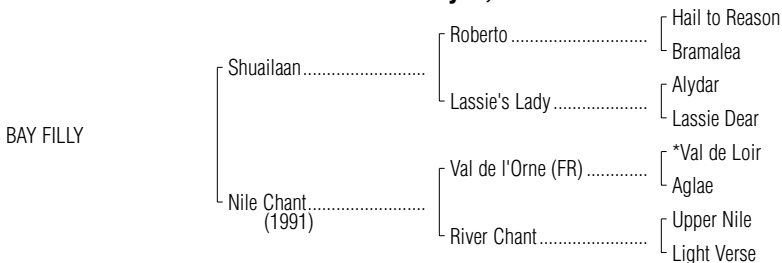 Hail to Reason
Roberto ............................
Bramalea
Shuailaan.........................
Alydar
Lassie's Lady ...................
Lassie Dear
BAY FILLY
*Val de Loir
Val de l'Orne (FR) ............
Aglae
Nile Chant........................
(1991)
Upper Nile
River Chant......................
Light Verse